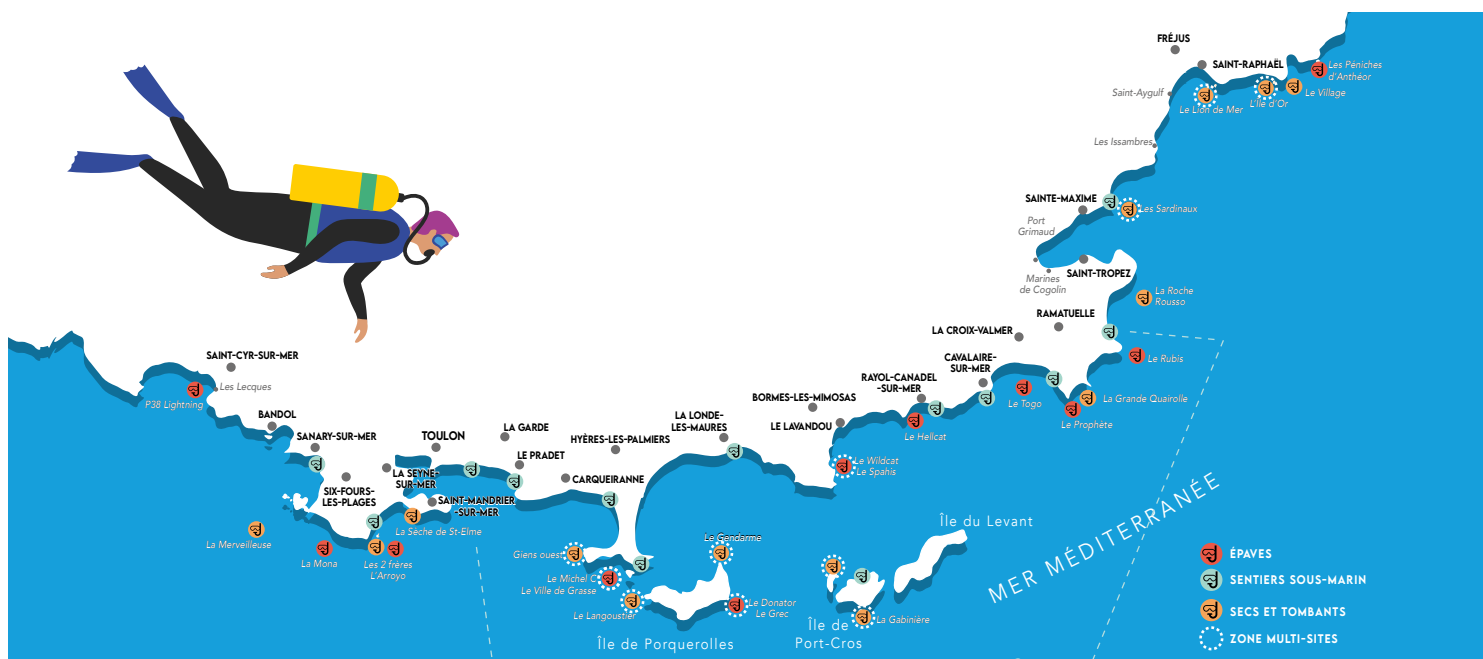 FRÉJUS
SAINT-RAPHAËL
Les Péniches
d'Anthéor
Saint-Aygulf
Le Lion de Mer
L'île d'Or
Le Village
Les Issambres
SAINTE-MAXIME
Les Sardinaux
Port
Grimaud
SAINT-TROPEZ
Marines
de Cogolin
La Roche
Rousso
RAMATUELLE
LA CROIX-VALMER
Le Rubis
CAVALAIRE-
SUR-MER
RAYOL-CANADEL
-SUR-MER
Le Togo
La Grande Quairolle
Le Prophète
BORMES-LES-MIMOSAS
LE LAVANDOU
Le Hellcat
Le Wildcat
Le Spahis
SAINT-CYR-SUR-MER
Les Lecques
P38 Lightning
BANDOL
SANARY-SUR-MER
TOULON
LA GARDE
HYÈRES-LES-PALMIERS
LA LONDE-
LES-MAURES
LE PRADET
CARQUEIRANNE
LA SEYNE-
SUR-MER
SIX-FOURS-
LES-PLAGES
SAINT-MANDRIER
-SUR-MER
La Sèche de St-Elme
La Merveilleuse
La Mona
Les 2 frères
L'Arroyo
Giens ouest
Le Gendarme
Le Michel C
Le Ville de Grasse
Le Langoustier
Le Donator
Le Grec
Île de Porquerolles
Île du Levant
La Gabinière
Île de
Port-Cros
MER MÉDITERRANÉE
ÉPAVES
SENTIERS SOUS-MARIN
SECS ET TOMBANTS
ZONE MULTI-SITES